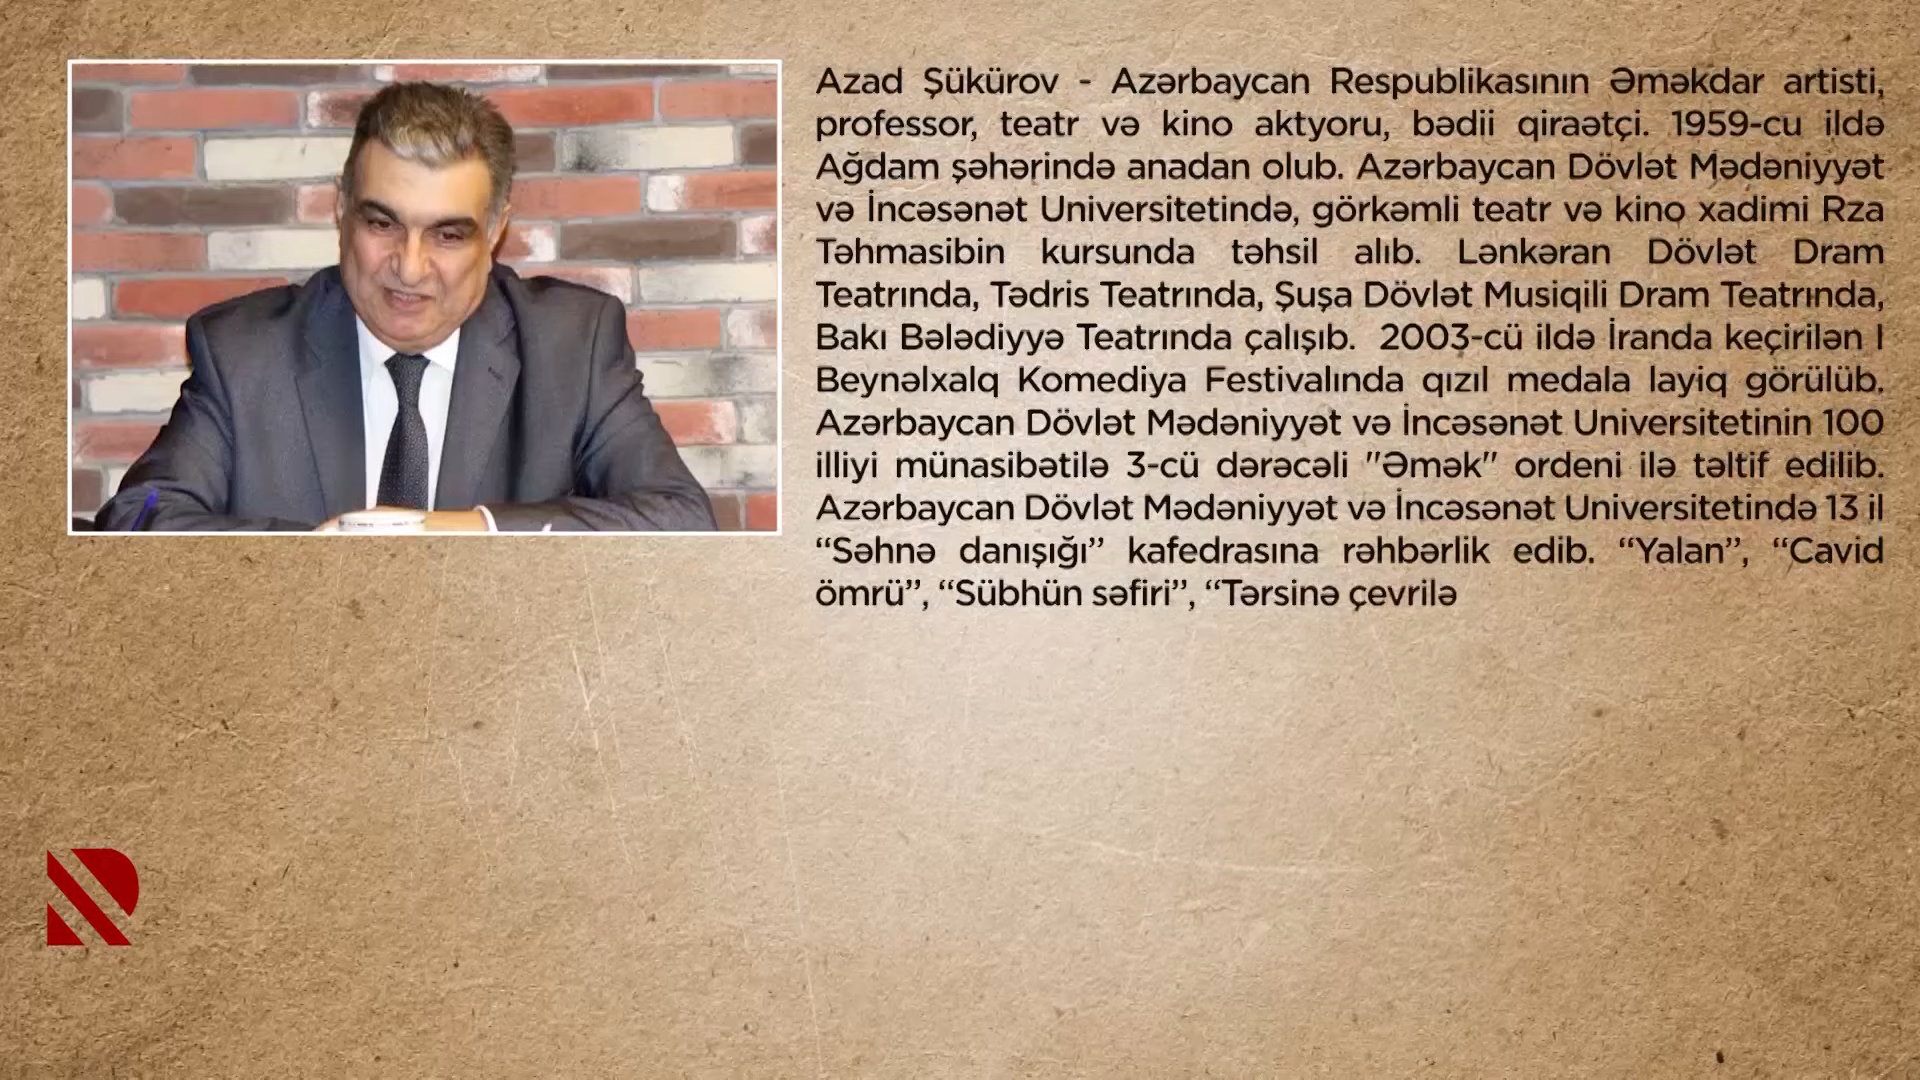 Azad Şükürov - Azərbaycan Respublikasının Əməkdar artisti,
professor, teatr və kino aktyoru, bədii qiraətçi. 1959-cu ildə
Ağdam şəhərində anadan olub. Azərbaycan Dövlət Mədəniyyət
və İncəsənət Universitetində, görkəmli teatr və kino xadimi Rza
Təhmasibin kursunda təhsil alıb. Lənkəran Dövlət Dram
Teatrında, Tədris Teatrında, Şuşa Dövlət Musiqili Dram Teatrında,
Bakı Bələdiyyə Teatrında çalışıb. 2003-cü ildə İranda keçirilən I
Beynəlxalq Komediya Festivalında qızıl medala layiq görülüb.
Azərbaycan Dövlət Mədəniyyət və İncəsənət Universitetinin 100
illiyi münasibətilə 3-cü dərəcəli "Əmək" ordeni ilə təltif edilib.
Azərbaycan Dövlət Mədəniyyət və İncəsənət Universitetində 13 il
“Səhnə danışığı” kafedrasına rəhbərlik edib. “Yalan”, “Cavid
ömrü”, “Sübhün səfiri”, “Tərsinə çevrilə